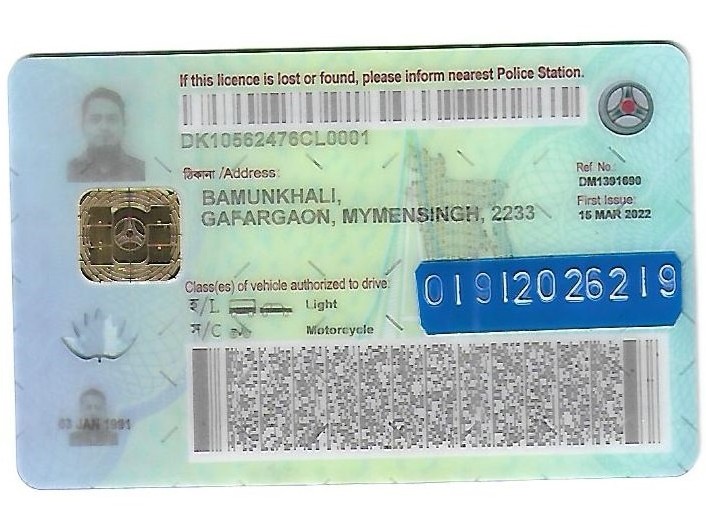 If this licence is lost or found, please inform nearest Police Station.
DK10562476CL0001
ঠিকানা /Address:
BAMUNKHALI,
GAFARGAON, MYMENSINGH, 2233
Ref No.
DM1391690
First Issue:
15 MAR 2022
Class(es) of vehicle authorized to drive:
হ/L Light
ম/C Motorcycle
01912026219
03 JAN 1991